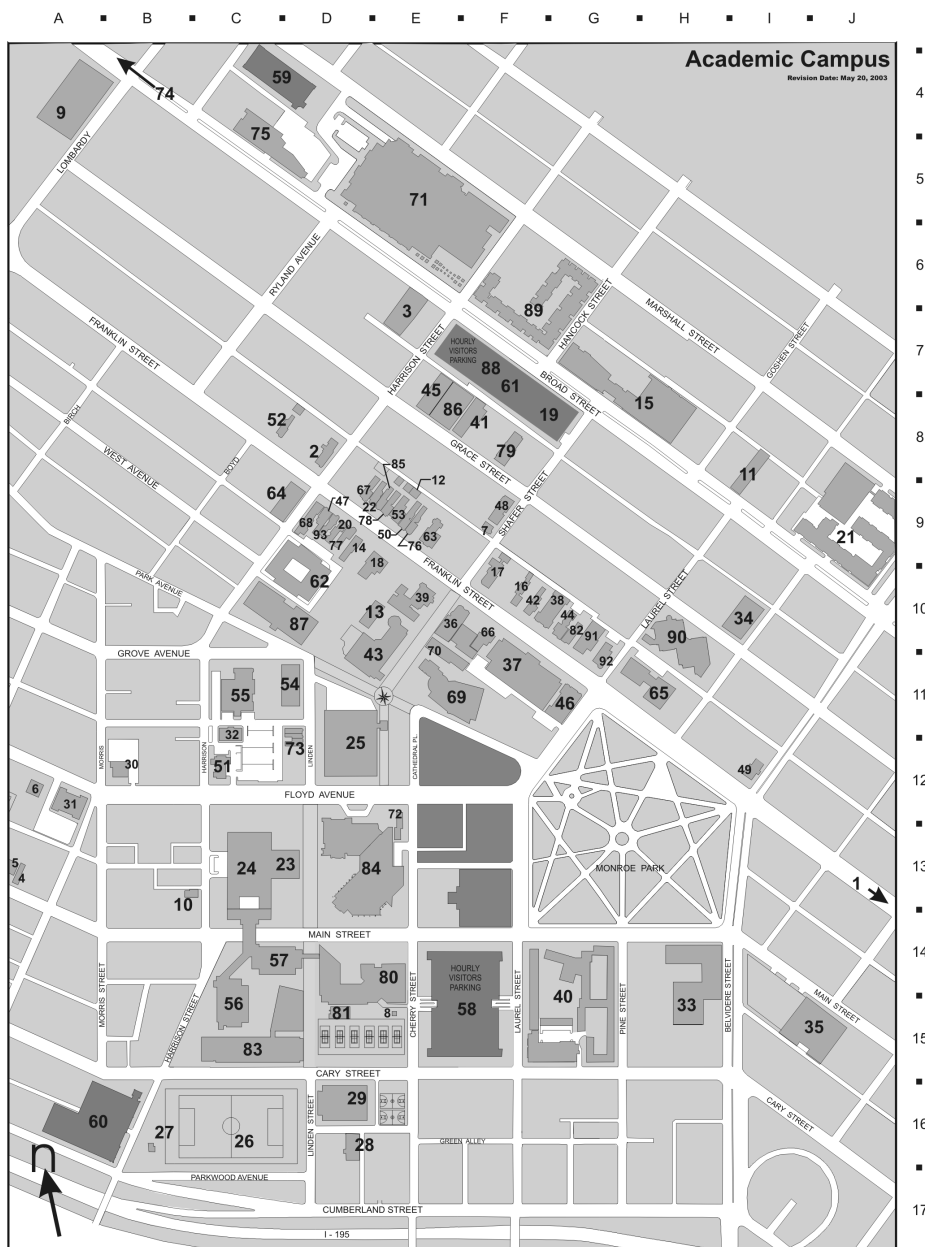 A ▪ B ▪ C ▪ D ▪ E ▪ F ▪ G ▪ H ▪ I ▪ J
Academic Campus
Revision Date: May 20, 2003
4
5
6
7
8
9
10
11
12
13
14
15
16
17
59
74
9
75
LOMBARDY
71
RYLAND AVENUE
89
HANCOCK STREET
MARSHALL STREET
3
FRANKLIN STREET
HARRISON STREET
HOURLY
VISITORS
PARKING
88
61
19
BROAD STREET
GOSHEN STREET
15
45
86
41
GRACE STREET
79
52
2
BIRCH
BOYD
WEST AVENUE
85
12
11
64
47
67
22
53
78
50
76
63
48
7
SHAFER STREET
68
93
20
77
14
18
21
62
FRANKLIN STREET
17
16
42
38
44
82
91
92
PARK AVENUE
39
13
87
43
36
66
70
37
LAUREL STREET
34
90
GROVE AVENUE
55
54
69
46
65
32
73
25
51
LINDEN
CATHEDRAL PL.
MORRIS
30
HARRISON
49
6
31
FLOYD AVENUE
72
5
4
24
23
84
MONROE PARK
10
1
MAIN STREET
57
80
HOURLY
VISITORS
PARKING
58
56
81
8
40
33
MORRIS STREET
HARRISON STREET
CHERRY STREET
LAUREL STREET
PINE STREET
BELVIDERE STREET
MAIN STREET
35
83
CARY STREET
CARY STREET
60
27
26
LINDEN STREET
29
28
GREEN ALLEY
n
PARKWOOD AVENUE
CUMBERLAND STREET
I - 195